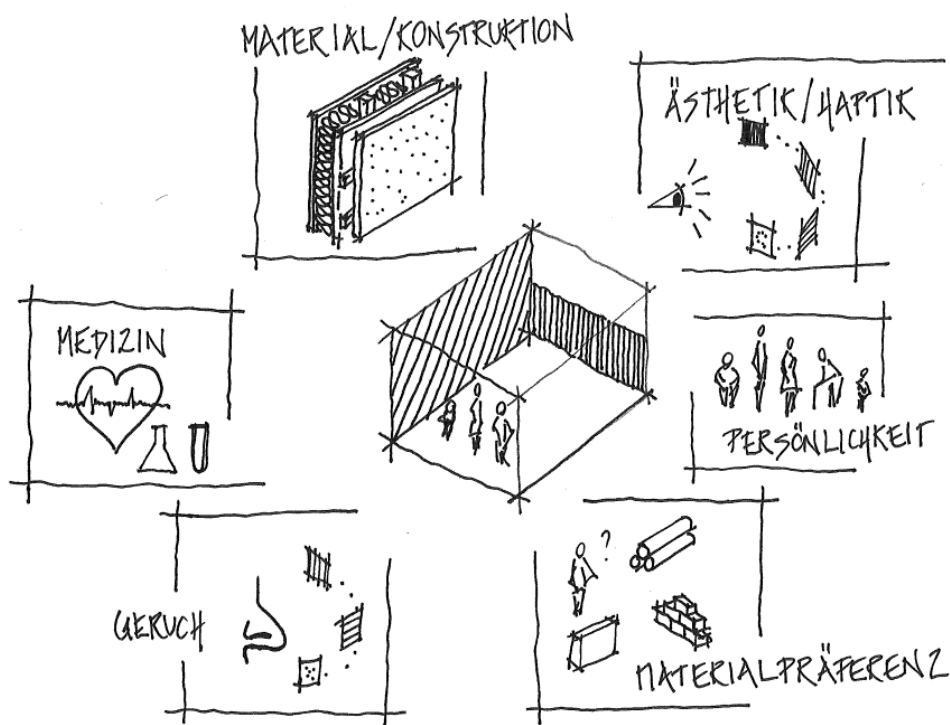 MATERIAL/KONSTRUKTION
ÄSTHETIK/HAPTIK
MEDIZIN
PERSÖNLICHKEIT
?
GERUCH
MATERIALPRÄFERENZ